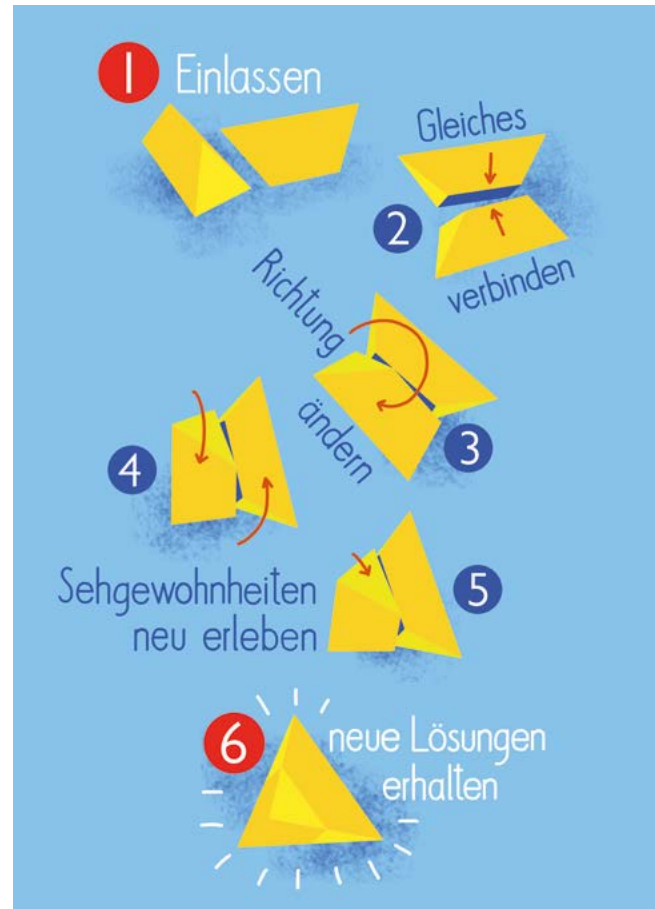 1 Einlassen
Gleiches
2
verbinden
Richtung
ändern
3
4
Sehgewohnheiten
neu erleben
5
6
neue Lösungen
erhalten